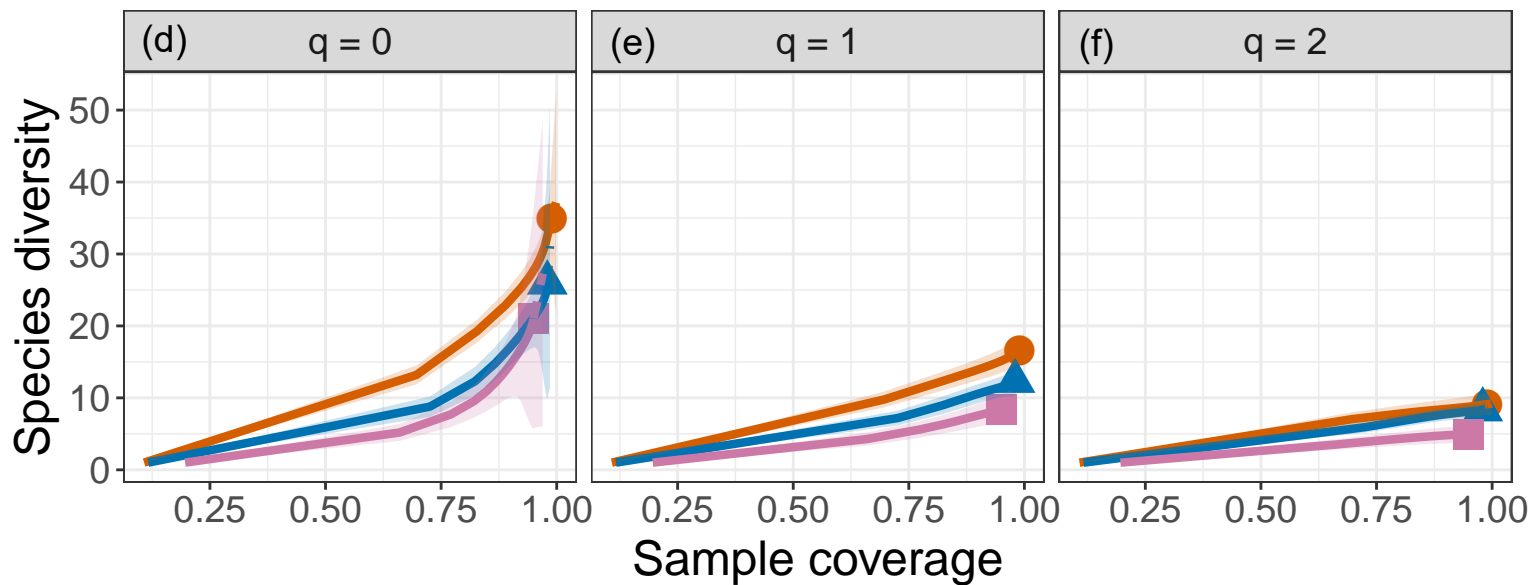 (d) q = 0 (e) q = 1 (f) q = 2
Species diversity
50
40
30
20
10
0
0.25 0.50 0.75 1.00 0.25 0.50 0.75 1.00 0.25 0.50 0.75 1.00
Sample coverage